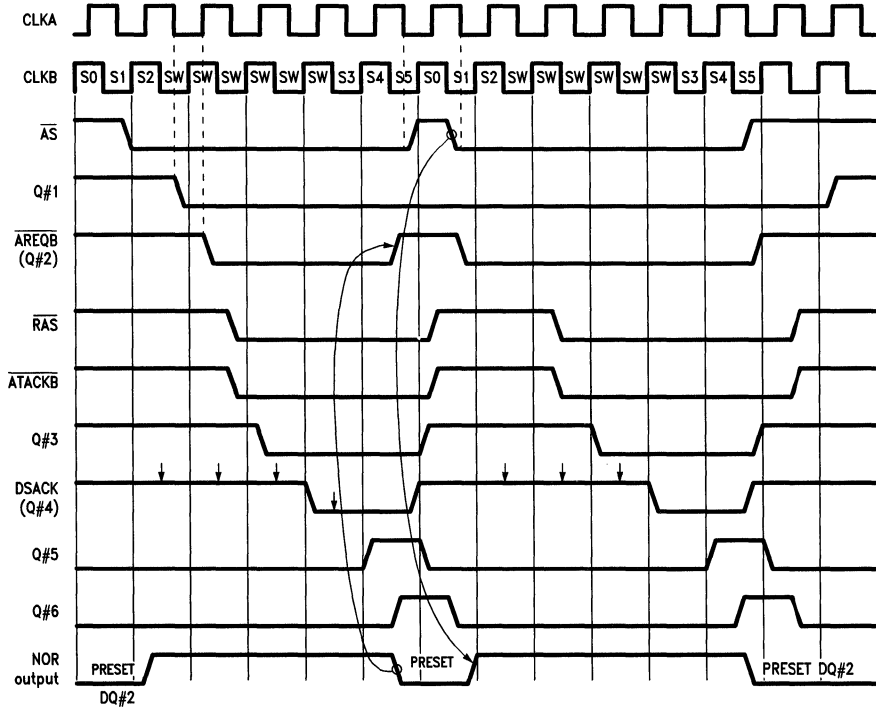 CLKA
CLKB S0 S1 S2 SW SW SW SW SW SW S3 S4 S5 S0 S1 S2 SW SW SW SW SW SW S3 S4 S5
AS
Q#1
AREQB
(Q#2)
RAS
ATACKB
Q#3
DSACK
(Q#4)
Q#5
Q#6
NOR
output
PRESET
DQ#2
PRESET
PRESET DQ#2